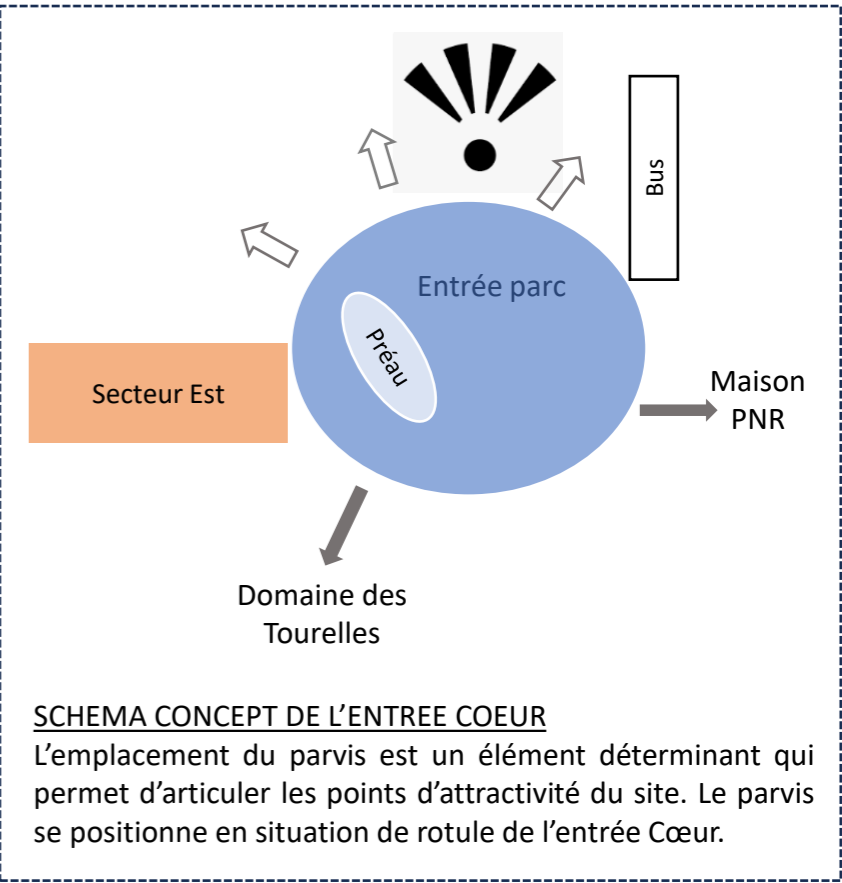 Bus
Entrée parc
Préau
Secteur Est
Maison
PNR
Domaine des
Tourelles
SCHEMA CONCEPT DE L’ENTREE COEUR
L’emplacement du parvis est un élément déterminant qui
permet d’articuler les points d’attractivité du site. Le parvis
se positionne en situation de rotule de l’entrée Cœur.